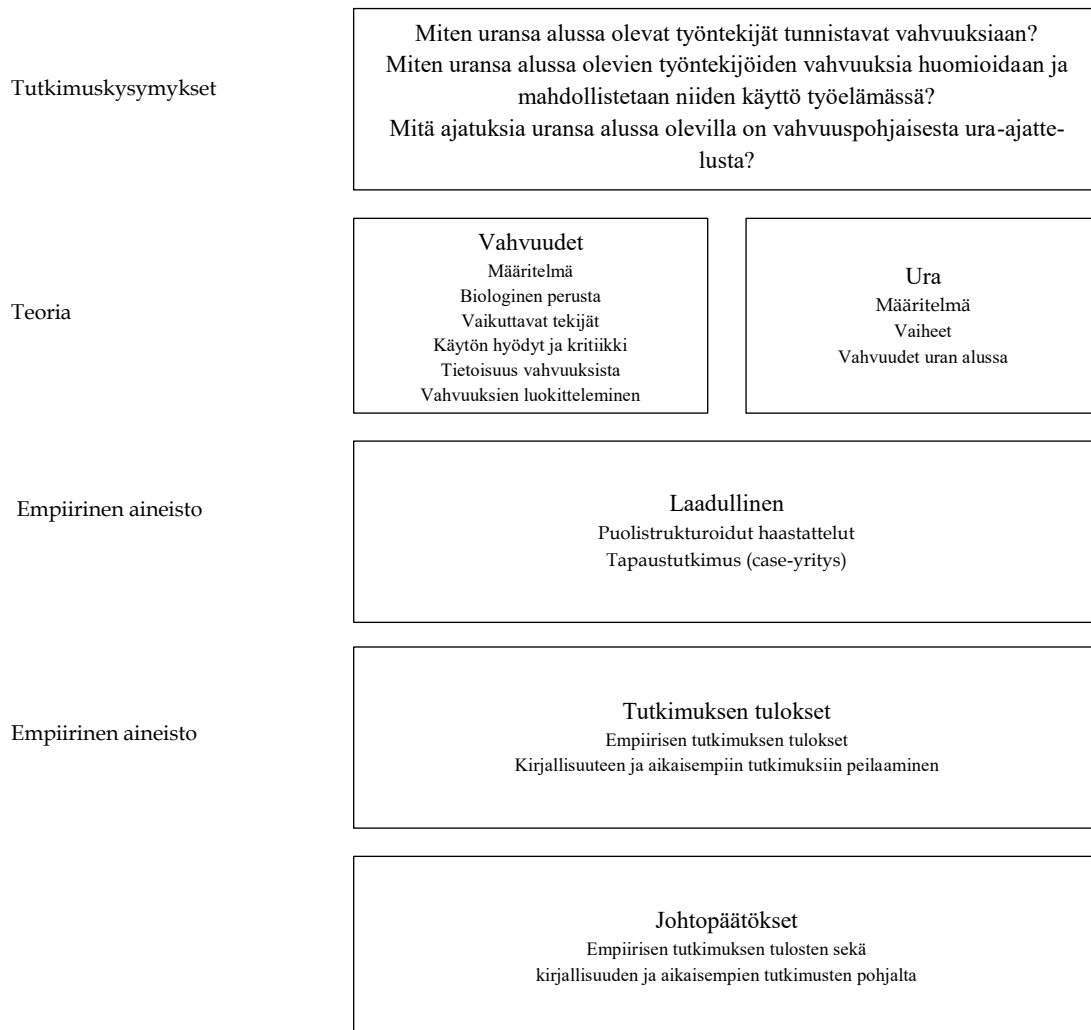 Tutkimuskysymykset
Miten uransa alussa olevat työntekijät tunnistavat vahvuuksiaan?
Miten uransa alussa olevien työntekijöiden vahvuuksia huomioidaan ja
mahdollistetaan niiden käyttö työelämässä?
Mitä ajatuksia uransa alussa olevilla on vahvuuspohjaisesta ura-ajatte-
lusta?
Teoria
Vahvuudet
Määritelmä
Biologinen perusta
Vaikuttavat tekijät
Käytön hyödyt ja kritiikki
Tietoisuus vahvuuksista
Vahvuuksien luokitteleminen
Ura
Määritelmä
Vaiheet
Vahvuudet uran alussa
Empiirinen aineisto
Laadullinen
Puolistrukturoidut haastattelut
Tapaustutkimus (case-yritys)
Empiirinen aineisto
Tutkimuksen tulokset
Empiirisen tutkimuksen tulokset
Kirjallisuuteen ja aikaisempiin tutkimuksiin peilaaminen
Johtopäätökset
Empiirisen tutkimuksen tulosten sekä
kirjallisuuden ja aikaisempien tutkimusten pohjalta